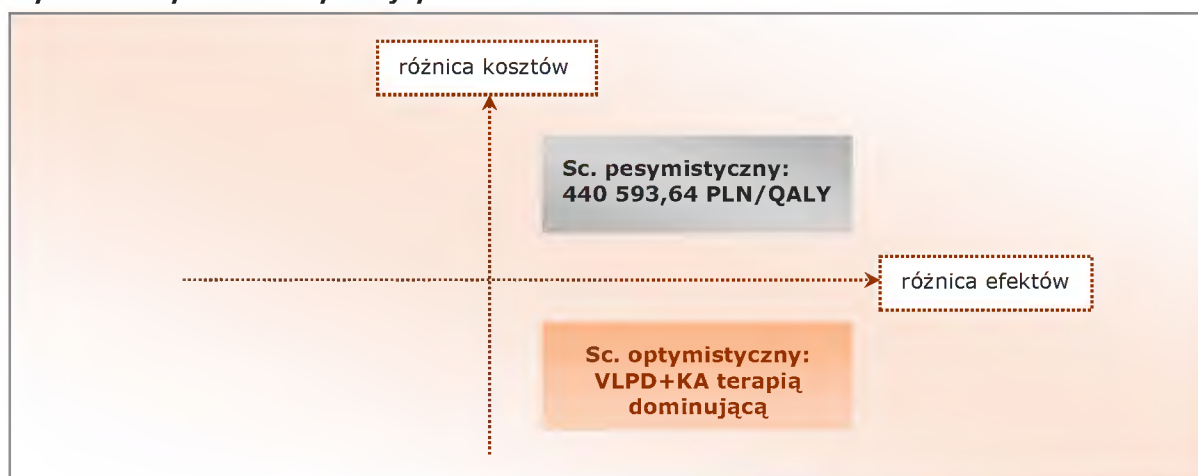 różnica kosztów
Sc. pesymistyczny:
440 593,64 PLN/QALY
różnica efektów
Sc. optymistyczny:
VLPD+KA terapią
dominującą